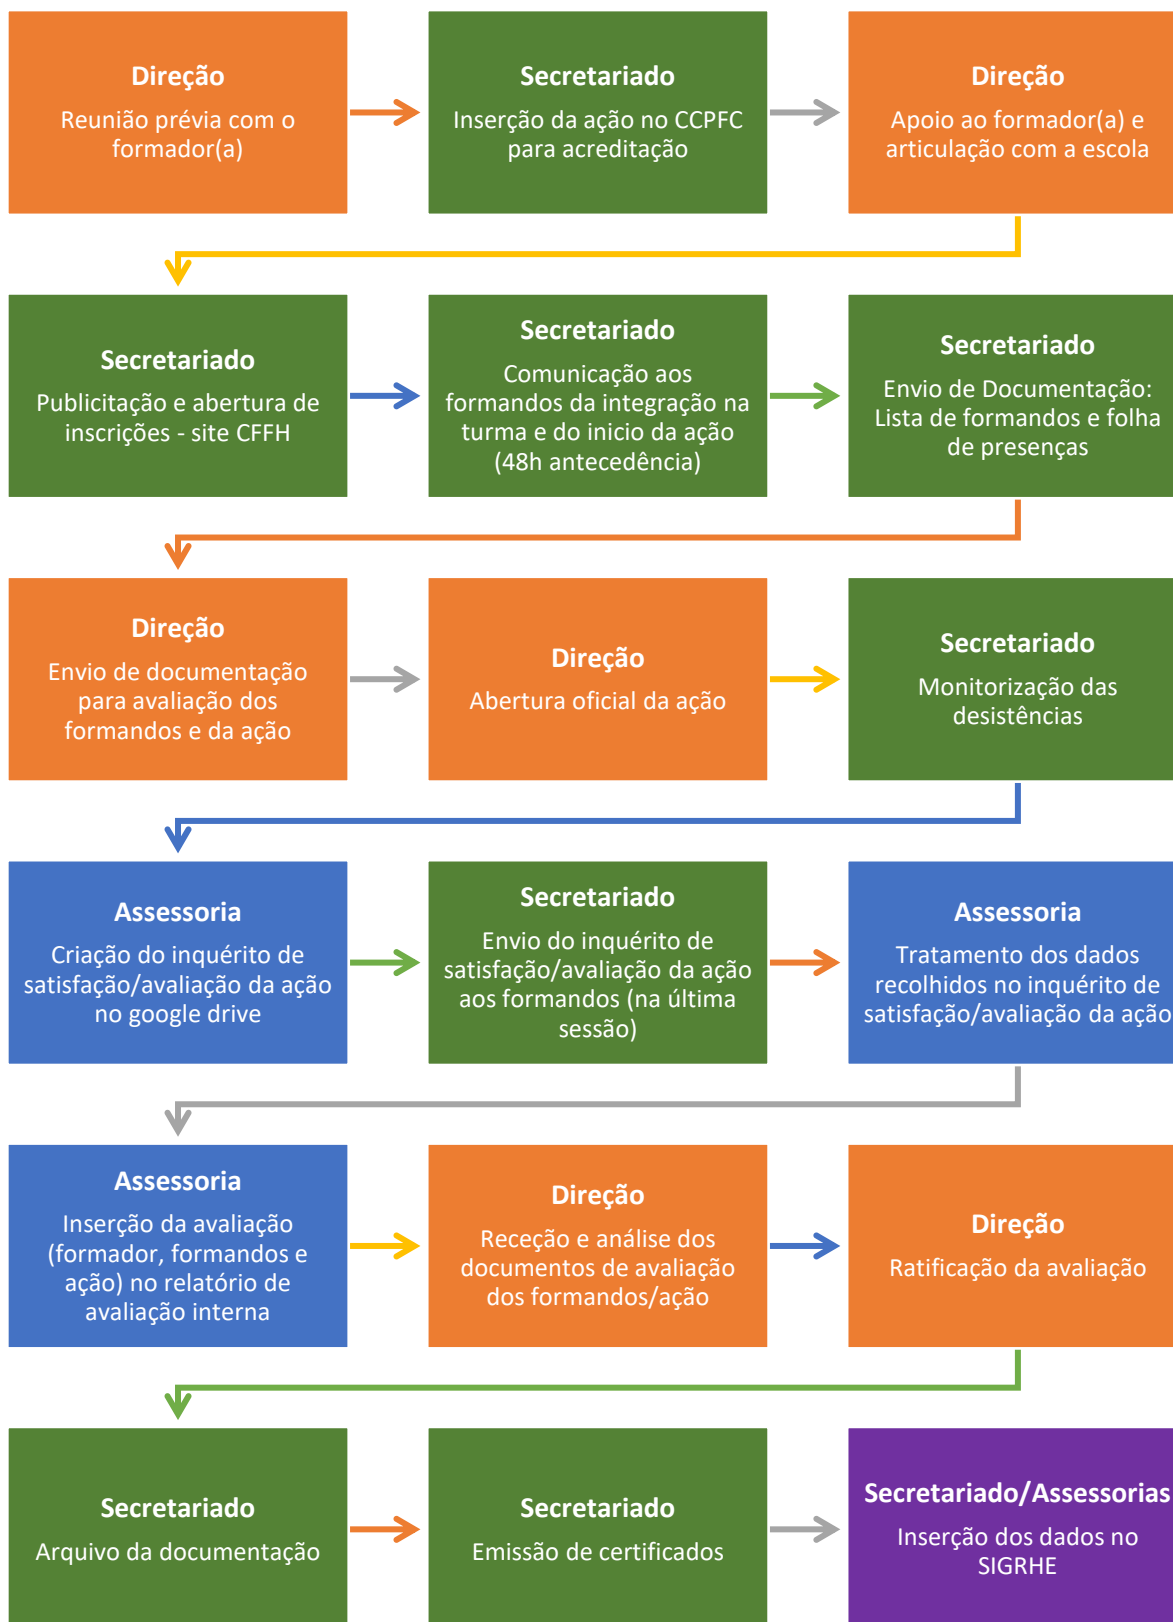 Direção
Reunião prévia com o
formador(a)
Secretariado
Inserção da ação no CCPFC
para acreditação
Direção
Apoio ao formador(a) e
articulação com a escola
Secretariado
Publicitação e abertura de
inscrições - site CFFH
Secretariado
Comunicação aos
formandos da integração na
turma e do inicio da ação
(48h antecedência)
Secretariado
Envio de Documentação:
Lista de formandos e folha
de presenças
Direção
Envio de documentação
para avaliação dos
formandos e da ação
Direção
Abertura oficial da ação
Secretariado
Monitorização das
desistências
Assessoria
Criação do inquérito de
satisfação/avaliação da ação
no google drive
Secretariado
Envio do inquérito de
satisfação/avaliação da ação
aos formandos (na última
sessão)
Assessoria
Tratamento dos dados
recolhidos no inquérito de
satisfação/avaliação da ação
Assessoria
Inserção da avaliação
(formador, formandos e
ação) no relatório de
avaliação interna
Direção
Receção e análise dos
documentos de avaliação
dos formandos/ação
Direção
Ratificação da avaliação
Secretariado
Arquivo da documentação
Secretariado
Emissão de certificados
Secretariado/Assessorias
Inserção dos dados no
SIGRHE